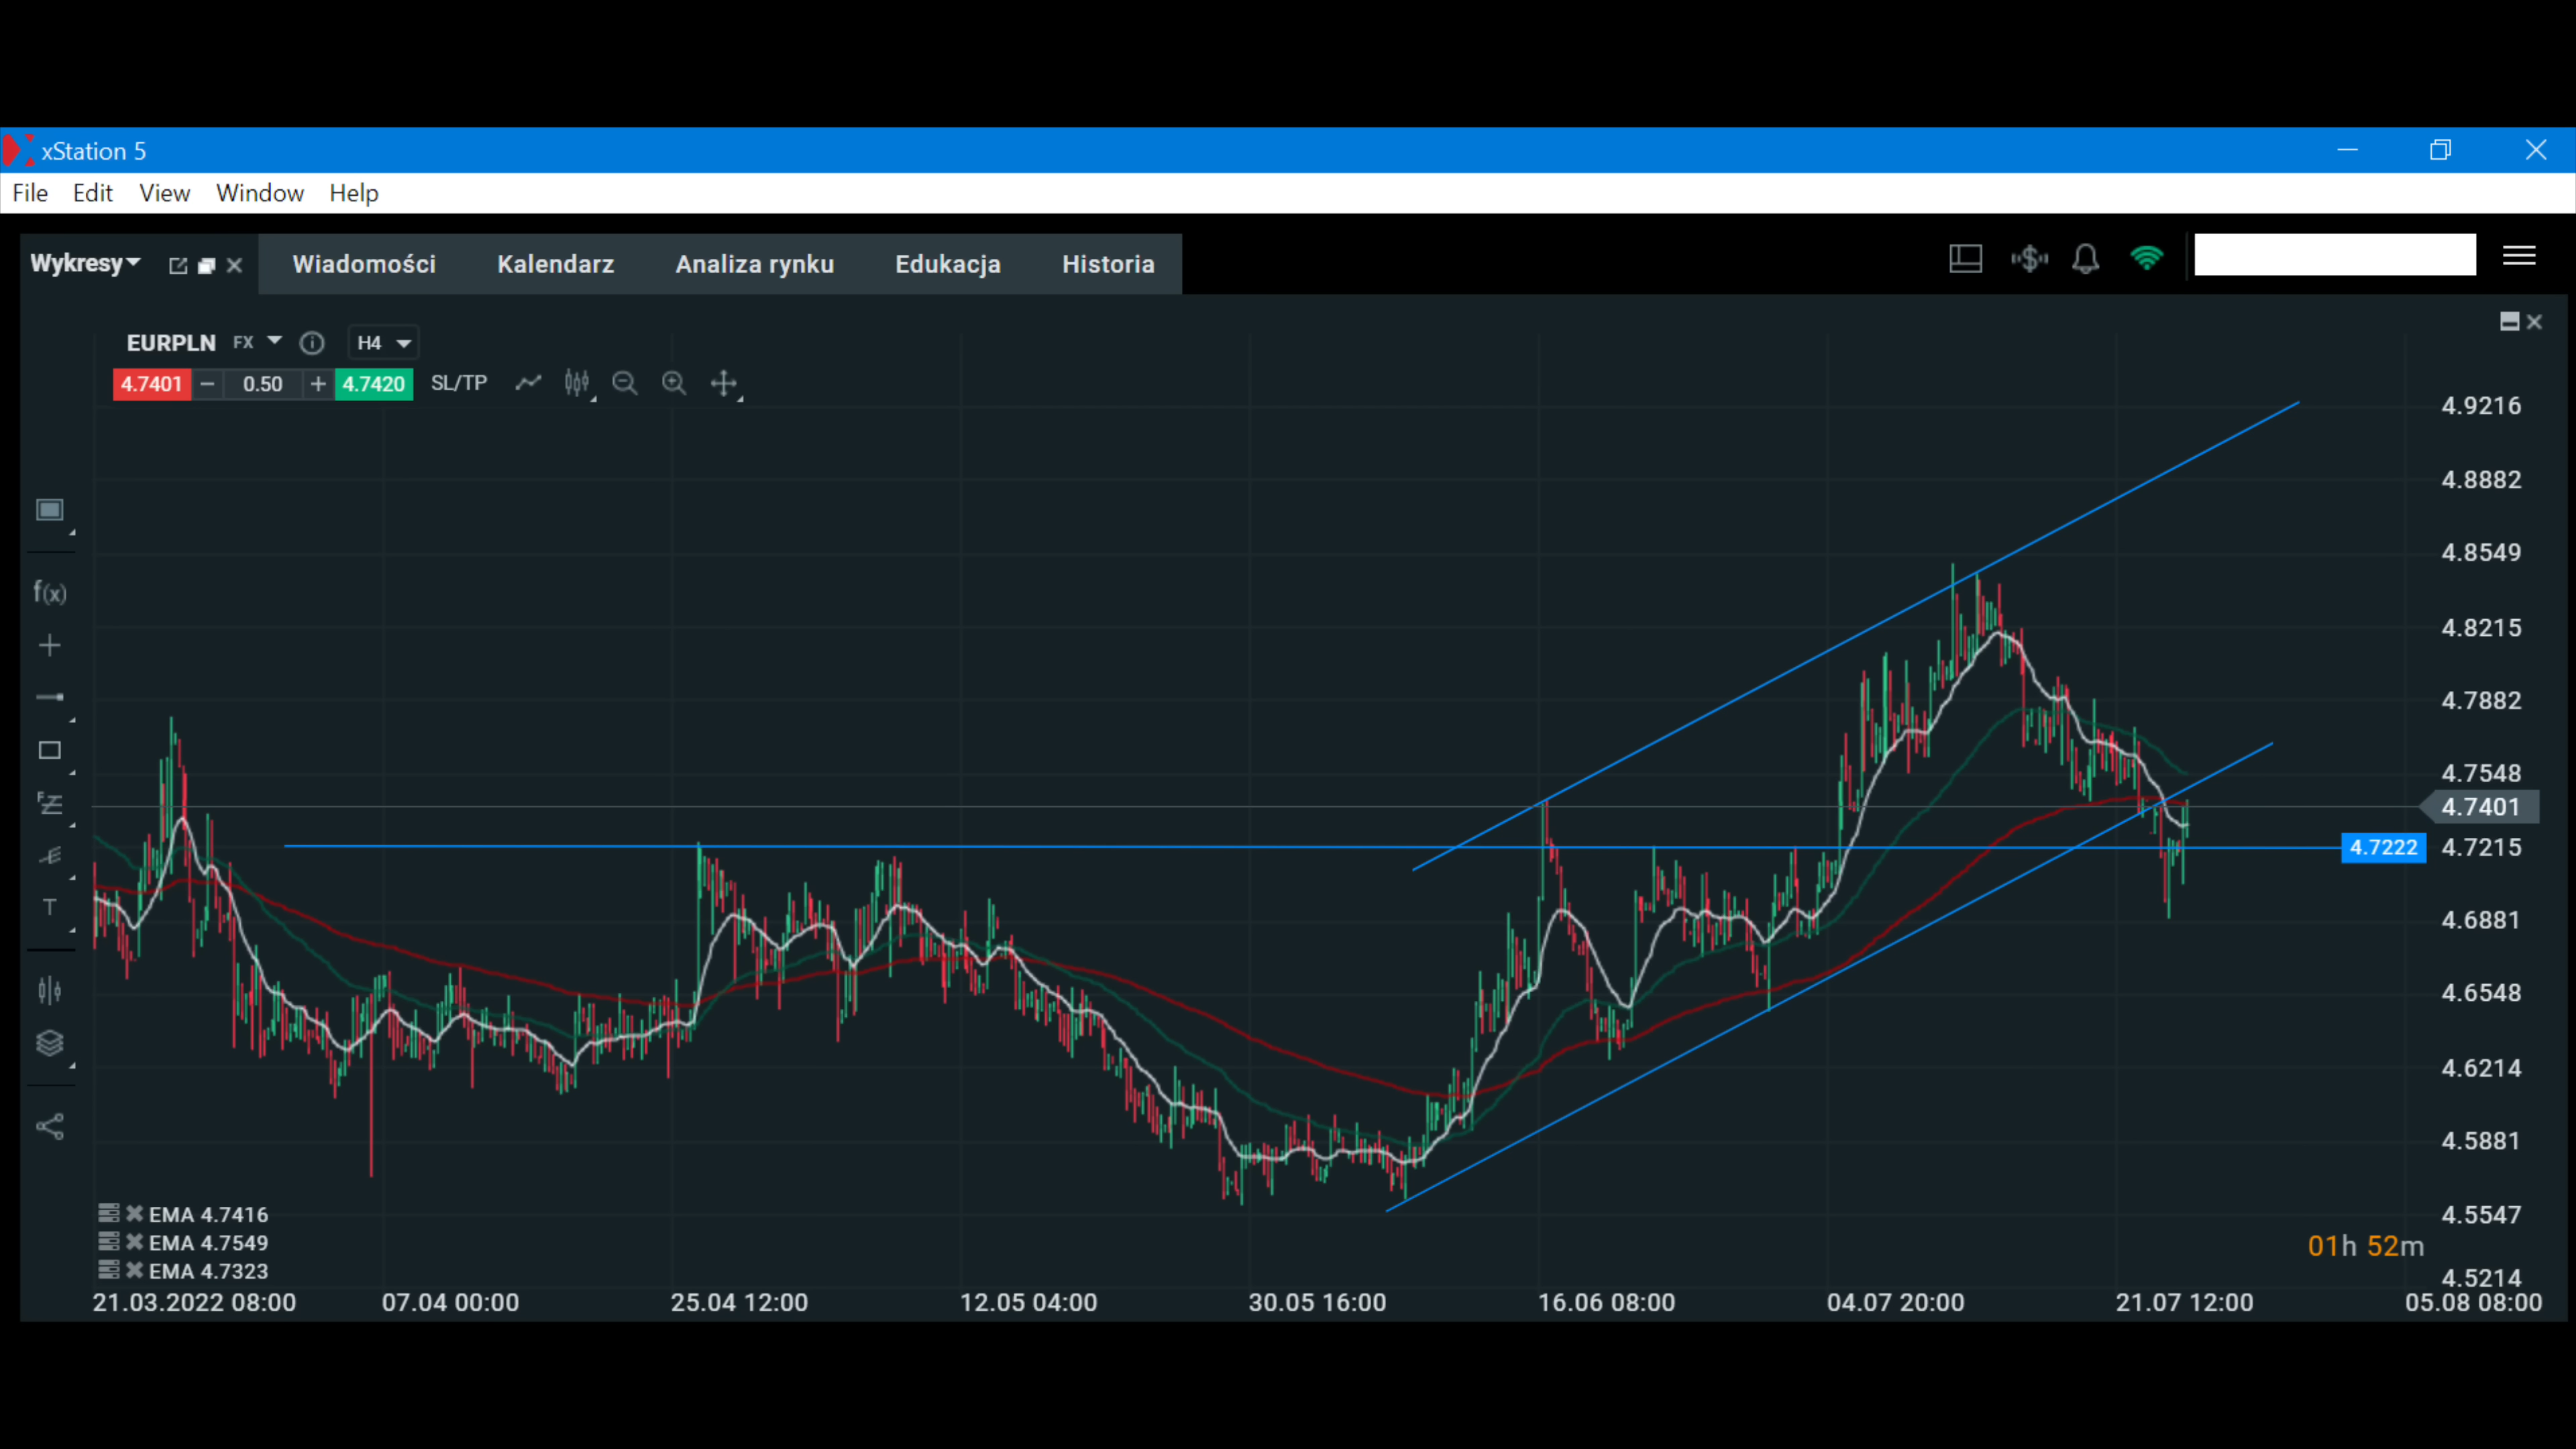 xStation 5
File Edit View Window Help
Wykresy Wiadomości Kalendarz Analiza rynku Edukacja Historia
EURPLN FX H4
4.7401 − 0.50 + 4.7420 SL/TP
4.9216
4.8882
4.8549
4.8215
4.7882
4.7548
4.7401
4.7222 4.7215
4.6881
4.6548
4.6214
4.5881
4.5547
4.5214
f(x)
T
EMA 4.7416
EMA 4.7549
EMA 4.7323
01h 52m
21.03.2022 08:00 07.04 00:00 25.04 12:00 12.05 04:00 30.05 16:00 16.06 08:00 04.07 20:00 21.07 12:00 05.08 08:00